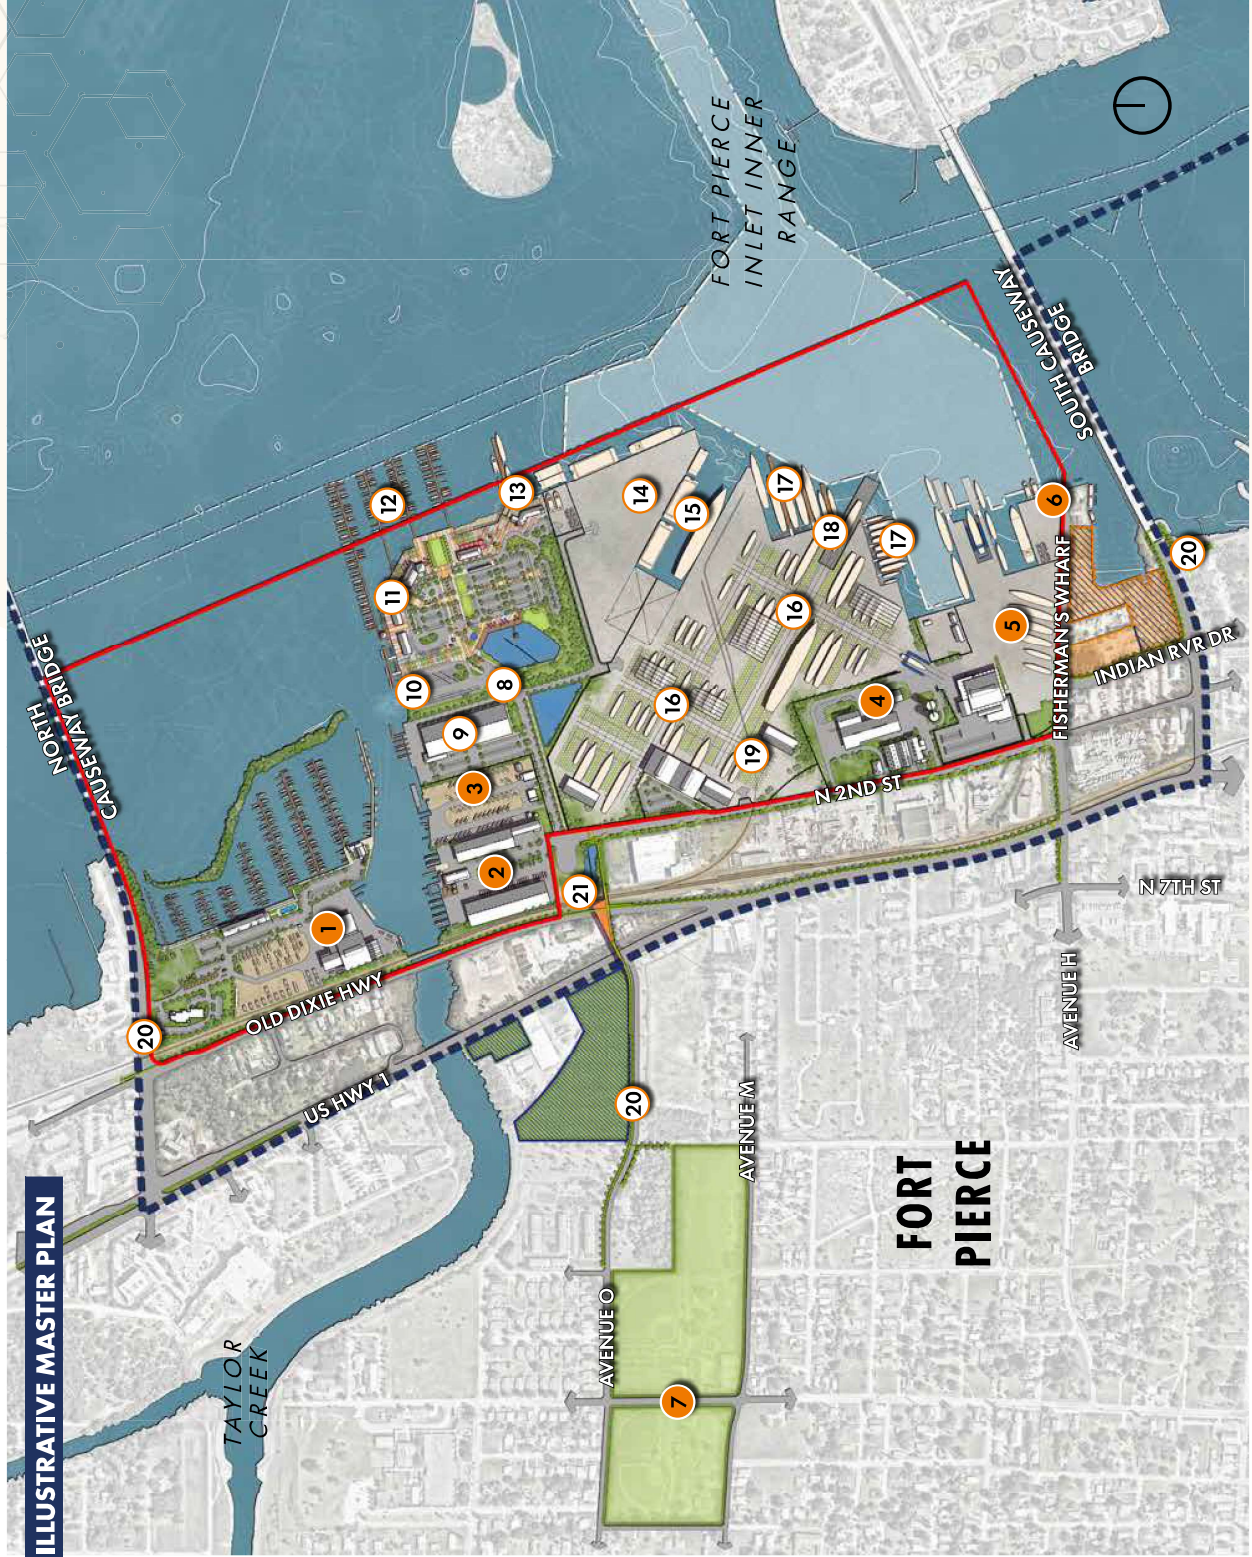 ILLUSTRATIVE MASTER PLAN
TAYLOR
CREEK
NORTH
CAUSEWAY BRIDGE
US HWY 1
OLD DIXIE HWY
20
1
2
3
9
10
8
11
12
13
21
14
15
16
16
17
18
17
19
4
5
6
20
20
7
N 2ND ST
FISHERMAN'S WHARF
INDIAN RVR DR
SOUTH CAUSEWAY
BRIDGE
FORT PIERCE
INLET INNER
RANGE
AVENUE O
AVENUE M
AVENUE H
N 7TH ST
FORT
PIERCE